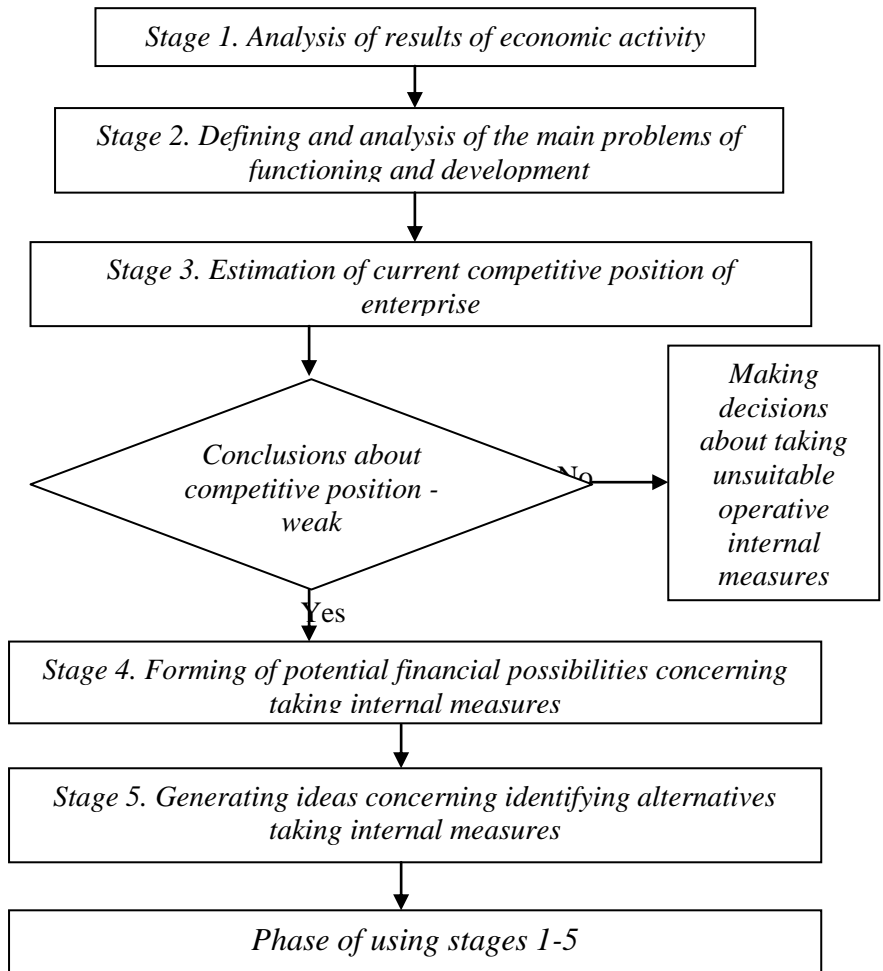 Stage 1. Analysis of results of economic activity
Stage 2. Defining and analysis of the main problems of
functioning and development
Stage 3. Estimation of current competitive position of
enterprise
Conclusions about
competitive position -
weak
No
Making
decisions
about taking
unsuitable
operative
internal
measures
Yes
Stage 4. Forming of potential financial possibilities concerning
taking internal measures
Stage 5. Generating ideas concerning identifying alternatives
taking internal measures
Phase of using stages 1-5